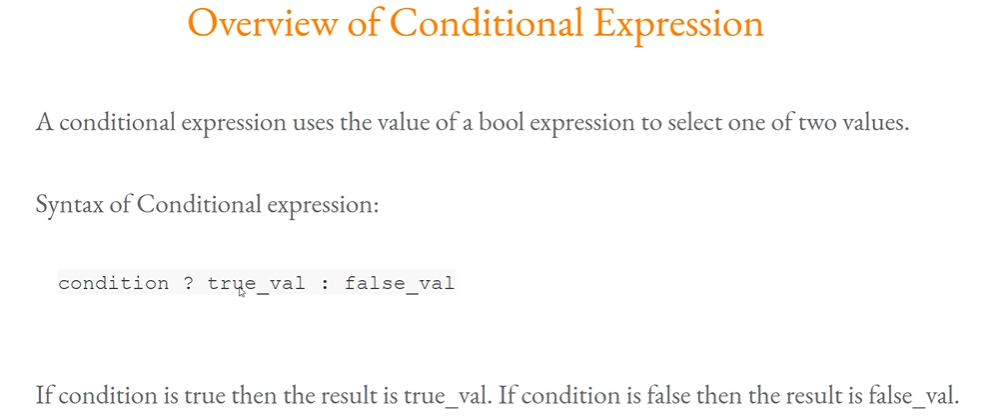 Overview of Conditional Expression
A conditional expression uses the value of a bool expression to select one of two values.
Syntax of Conditional expression:
condition ? true_val : false_val
If condition is true then the result is true_val. If condition is false then the result is false_val.